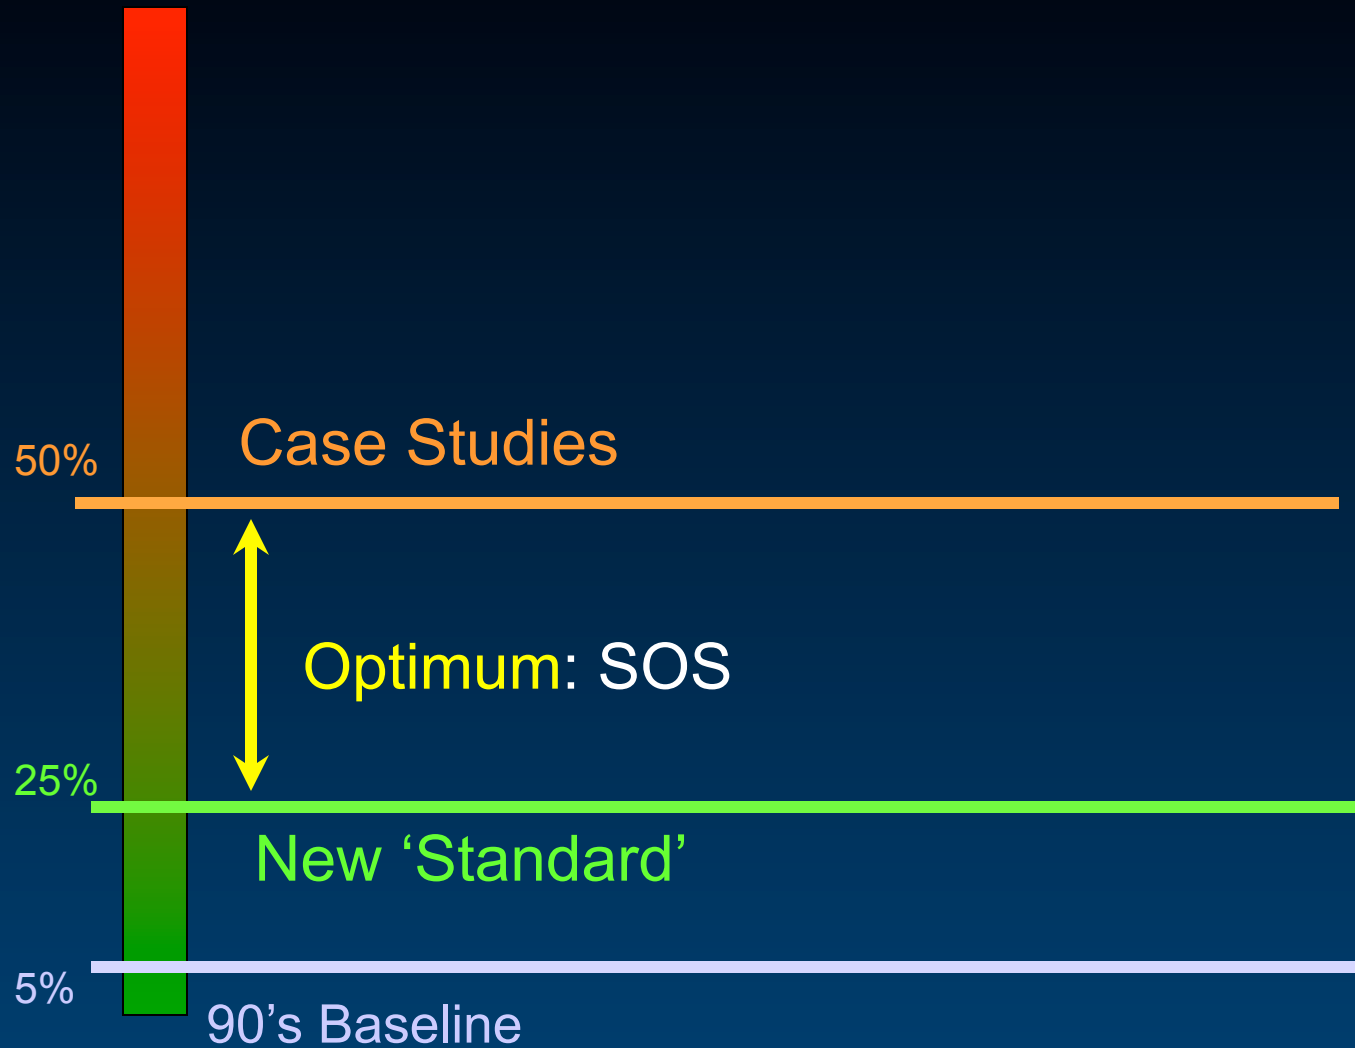 50%
Case Studies
Optimum: SOS
25%
New ‘Standard’
5%
90’s Baseline